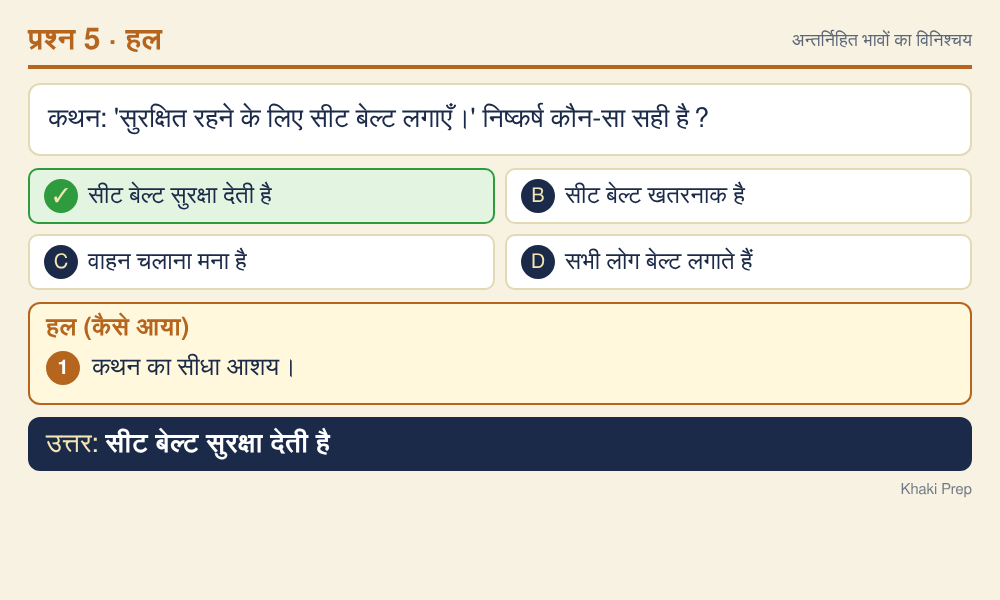 प्रश्न 5 · हल
अन्तर्निहित भावों का विनिश्चय
कथन: 'सुरक्षित रहने के लिए सीट बेल्ट लगाएँ।' निष्कर्ष कौन-सा सही है ?
✓ सीट बेल्ट सुरक्षा देती है
B सीट बेल्ट खतरनाक है
C वाहन चलाना मना है
D सभी लोग बेल्ट लगाते हैं
हल (कैसे आया)
1 कथन का सीधा आशय।
उत्तर: सीट बेल्ट सुरक्षा देती है
Khaki Prep